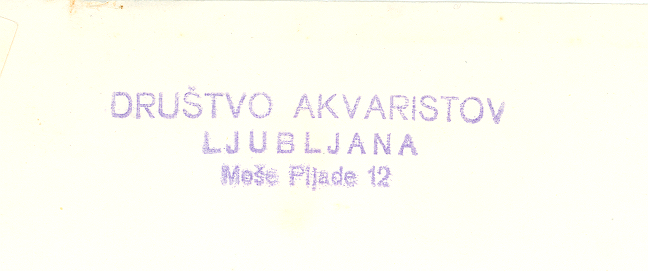 DRUŠTVO AKVARISTOV
LJUBLJANA
Moše Pijade 12